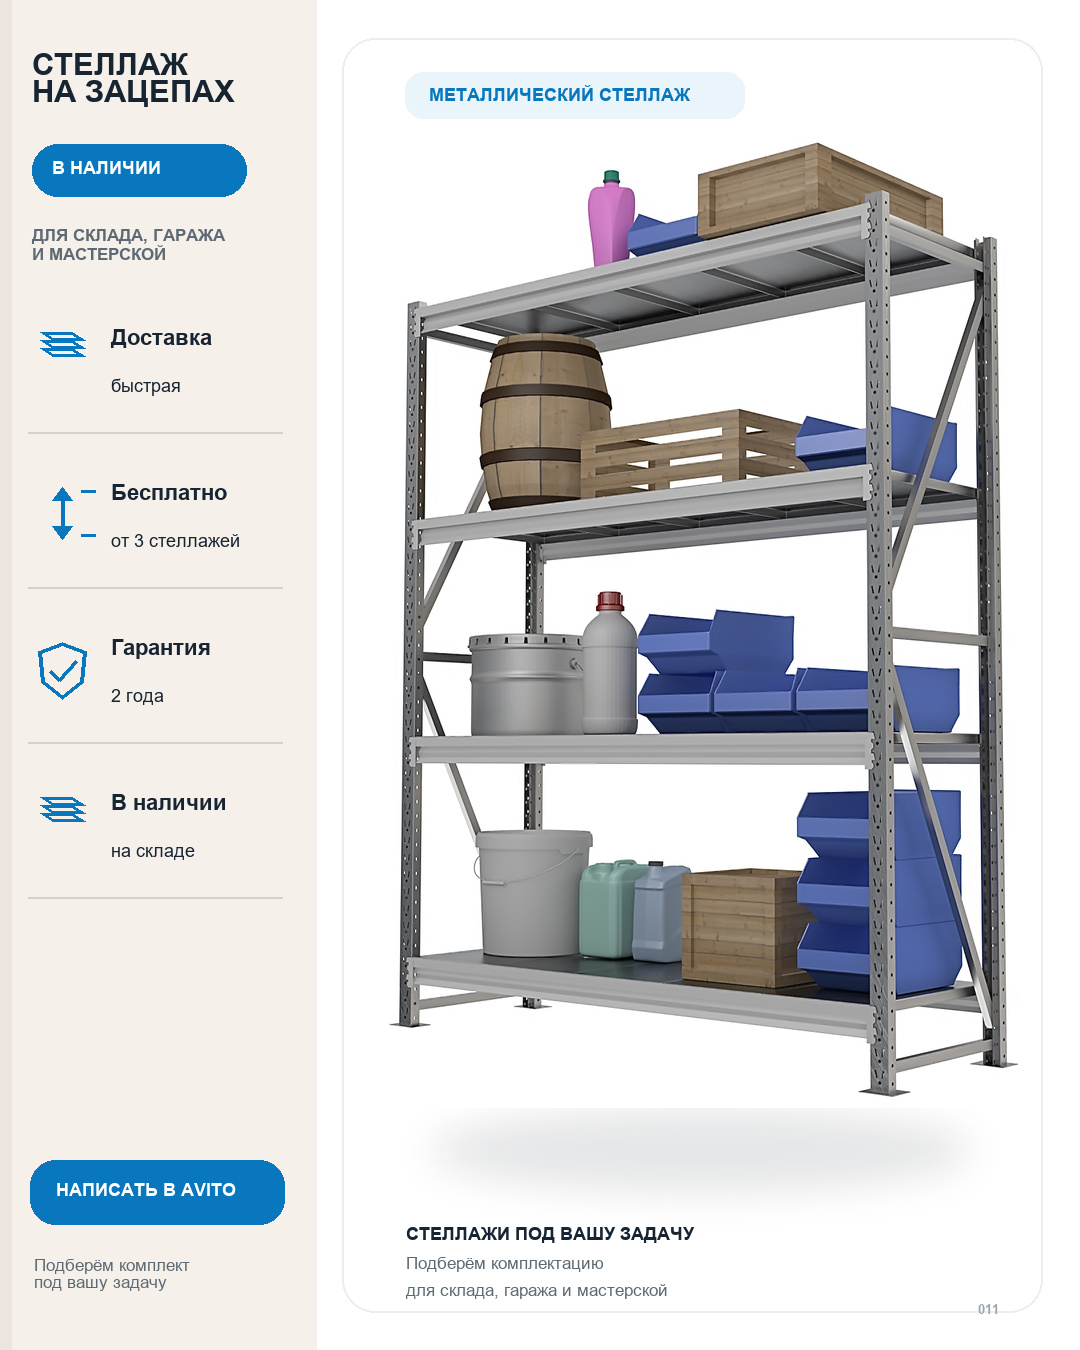 СТЕЛЛАЖ
НА ЗАЦЕПАХ
В НАЛИЧИИ
ДЛЯ СКЛАДА, ГАРАЖА
И МАСТЕРСКОЙ
Доставка
быстрая
Бесплатно
от 3 стеллажей
Гарантия
2 года
В наличии
на складе
НАПИСАТЬ В AVITO
Подберём комплект
под вашу задачу
МЕТАЛЛИЧЕСКИЙ СТЕЛЛАЖ
СТЕЛЛАЖИ ПОД ВАШУ ЗАДАЧУ
Подберём комплектацию
для склада, гаража и мастерской
011